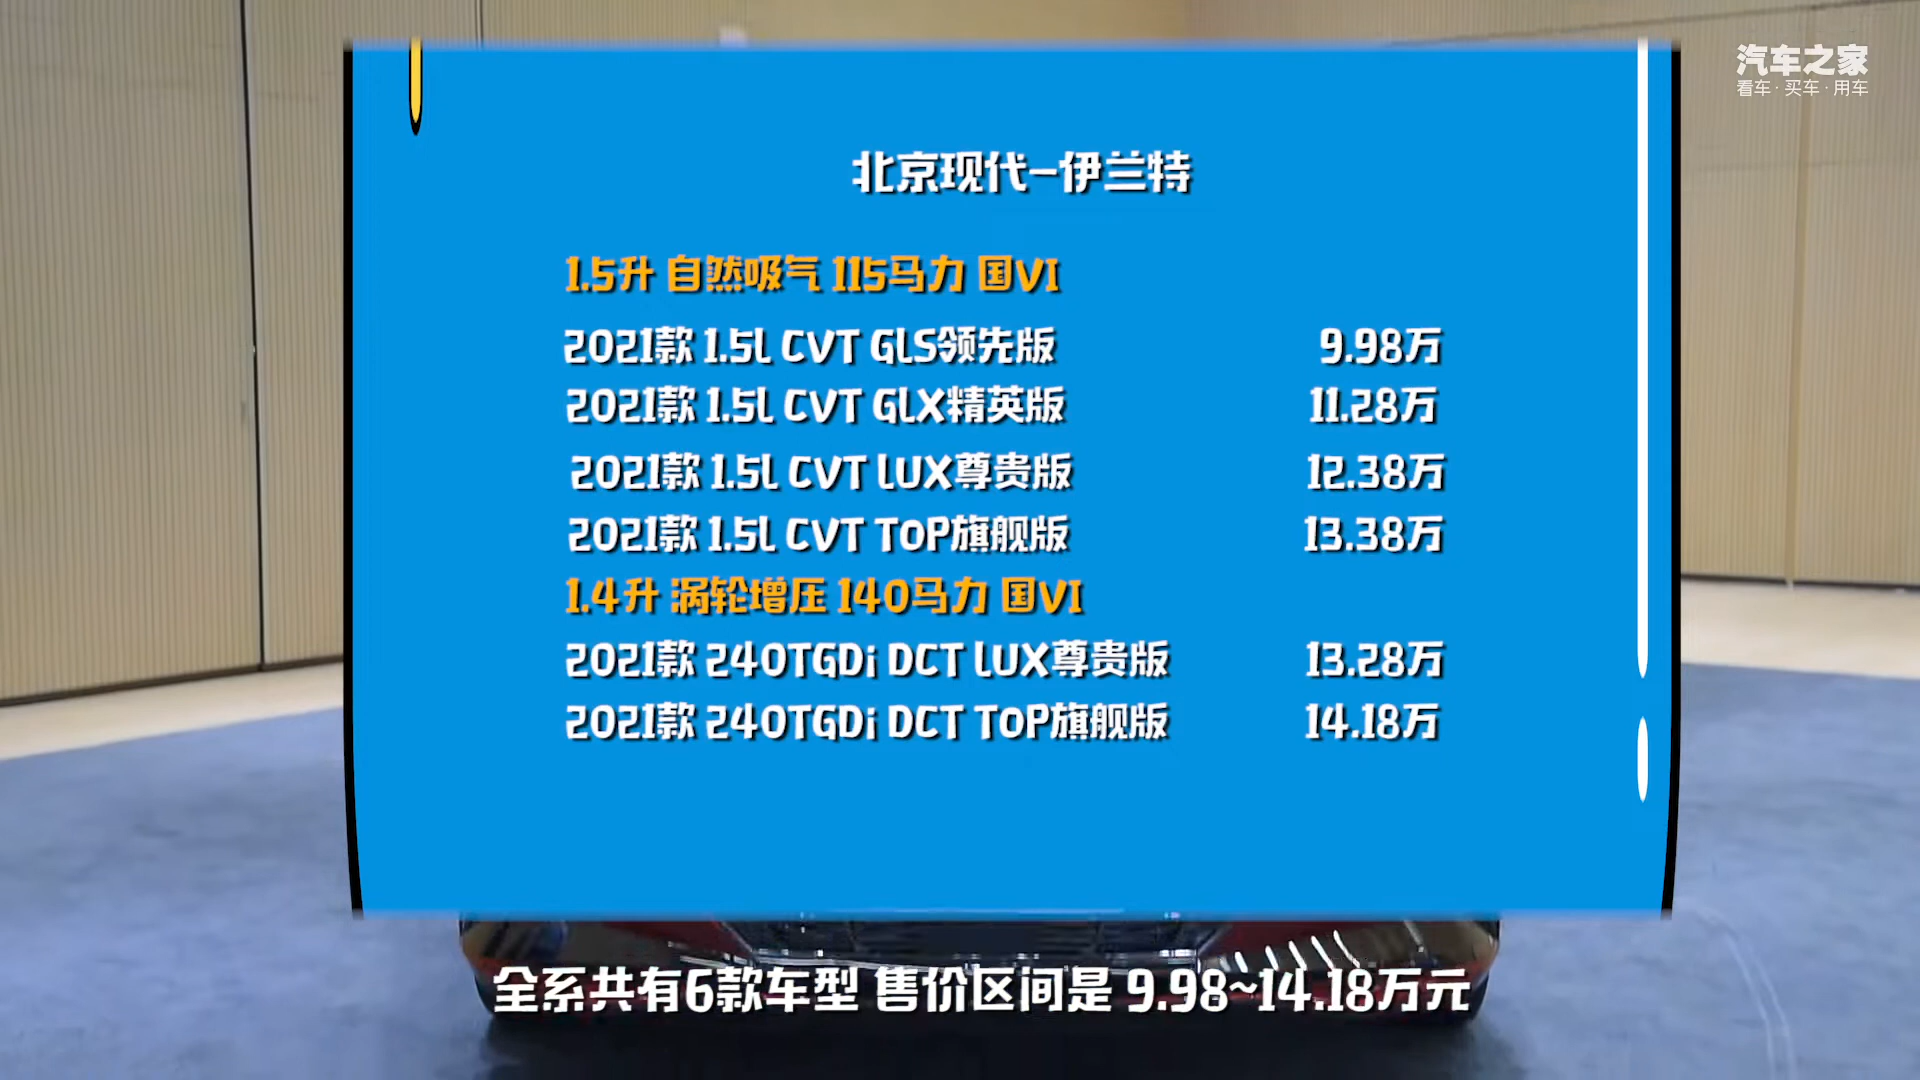 汽车之家
看车·买车·用车
北京现代-伊兰特
1.5升 自然吸气 115马力 国VI
2021款 1.5L CVT GLS领先版 9.98万
2021款 1.5L CVT GLX精英版 11.28万
2021款 1.5L CVT LUX尊贵版 12.38万
2021款 1.5L CVT TOP旗舰版 13.38万
1.4升 涡轮增压 140马力 国VI
2021款 240TGDi DCT LUX尊贵版 13.28万
2021款 240TGDi DCT TOP旗舰版 14.18万
全系共有6款车型 售价区间是 9.98~14.18万元